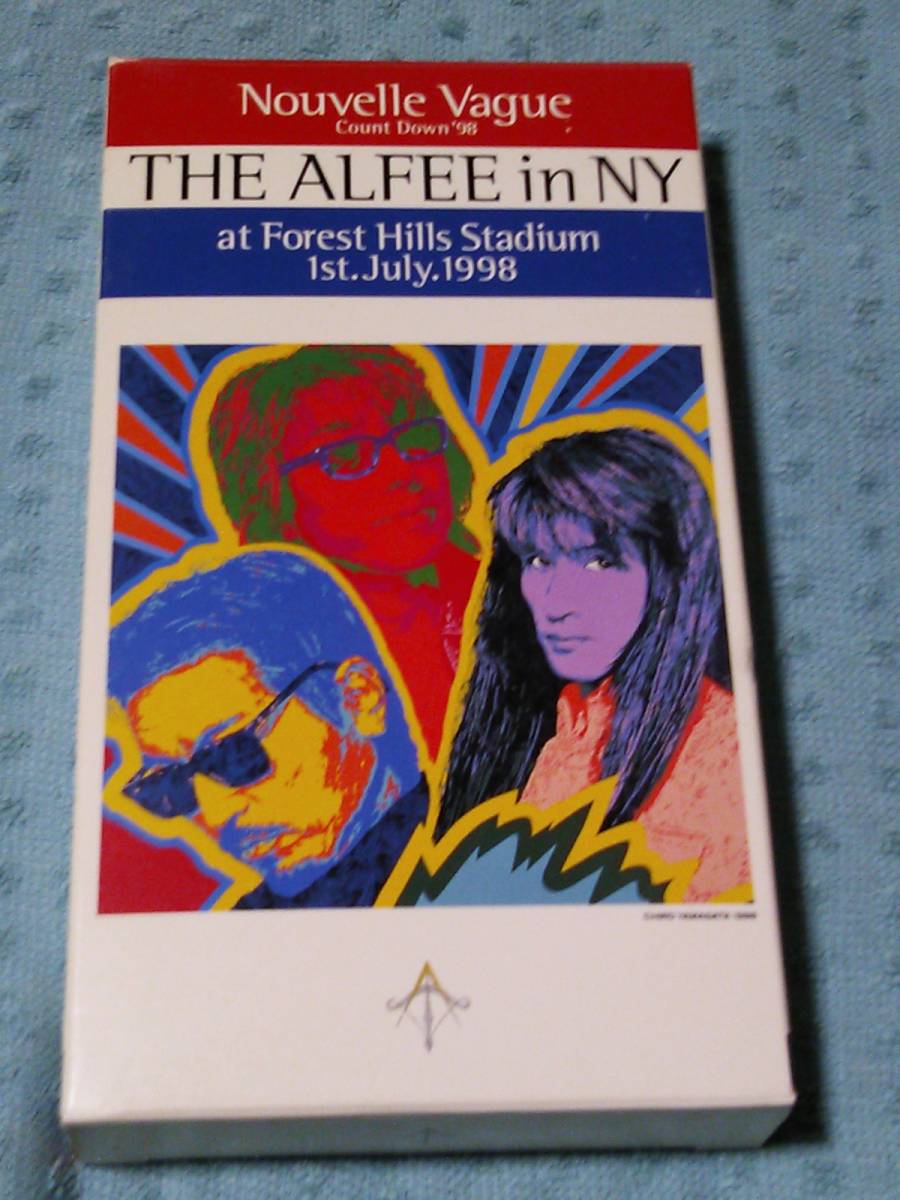 Nouvelle Vague
Count Down '98
THE ALFEE in NY
at Forest Hills Stadium
1st.July.1998